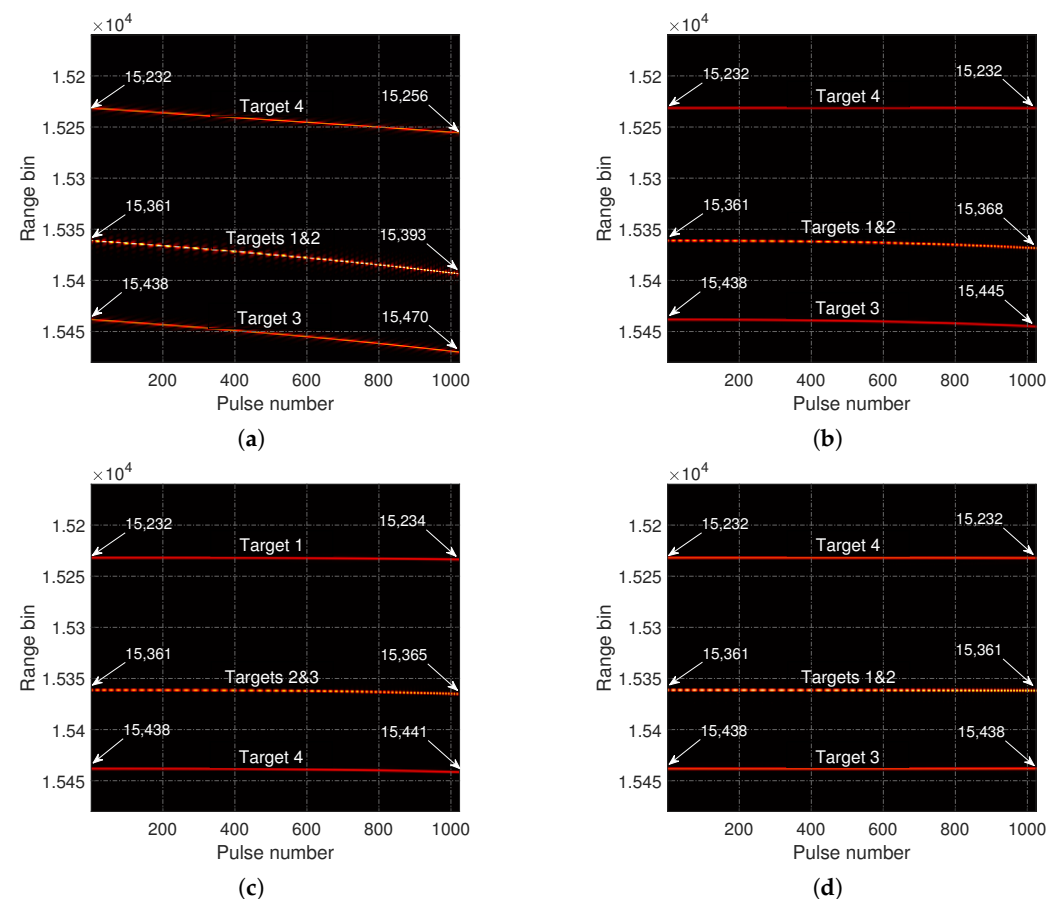 ×10⁴
15,232
15,256
1.52
Target 4
1.525
1.53
Range bin
15,361
Targets 1&2
15,393
1.535
1.54
15,438
Target 3
15,470
1.545
200 400 600 800 1000
Pulse number
(a)
×10⁴
15,232
15,232
1.52
Target 4
1.525
1.53
Range bin
15,361
Targets 1&2
15,368
1.535
1.54
15,438
Target 3
15,445
1.545
200 400 600 800 1000
Pulse number
(b)
×10⁴
15,232
15,234
1.52
Target 1
1.525
1.53
Range bin
15,361
Targets 2&3
15,365
1.535
1.54
15,438
Target 4
15,441
1.545
200 400 600 800 1000
Pulse number
(c)
×10⁴
15,232
15,232
1.52
Target 4
1.525
1.53
Range bin
15,361
Targets 1&2
15,361
1.535
1.54
15,438
Target 3
15,438
1.545
200 400 600 800 1000
Pulse number
(d)